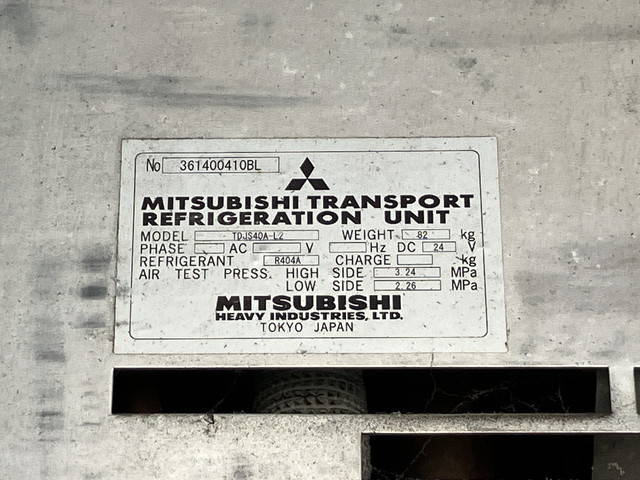 No 361400410BL
MITSUBISHI TRANSPORT
REFRIGERATION UNIT
MODEL TDJS40A-L2 WEIGHT 82 kg
PHASE AC V Hz DC 24 V
REFRIGERANT R404A CHARGE kg
AIR TEST PRESS. HIGH SIDE 3.24 MPa
LOW SIDE 2.26 MPa
MITSUBISHI
HEAVY INDUSTRIES, LTD.
TOKYO JAPAN